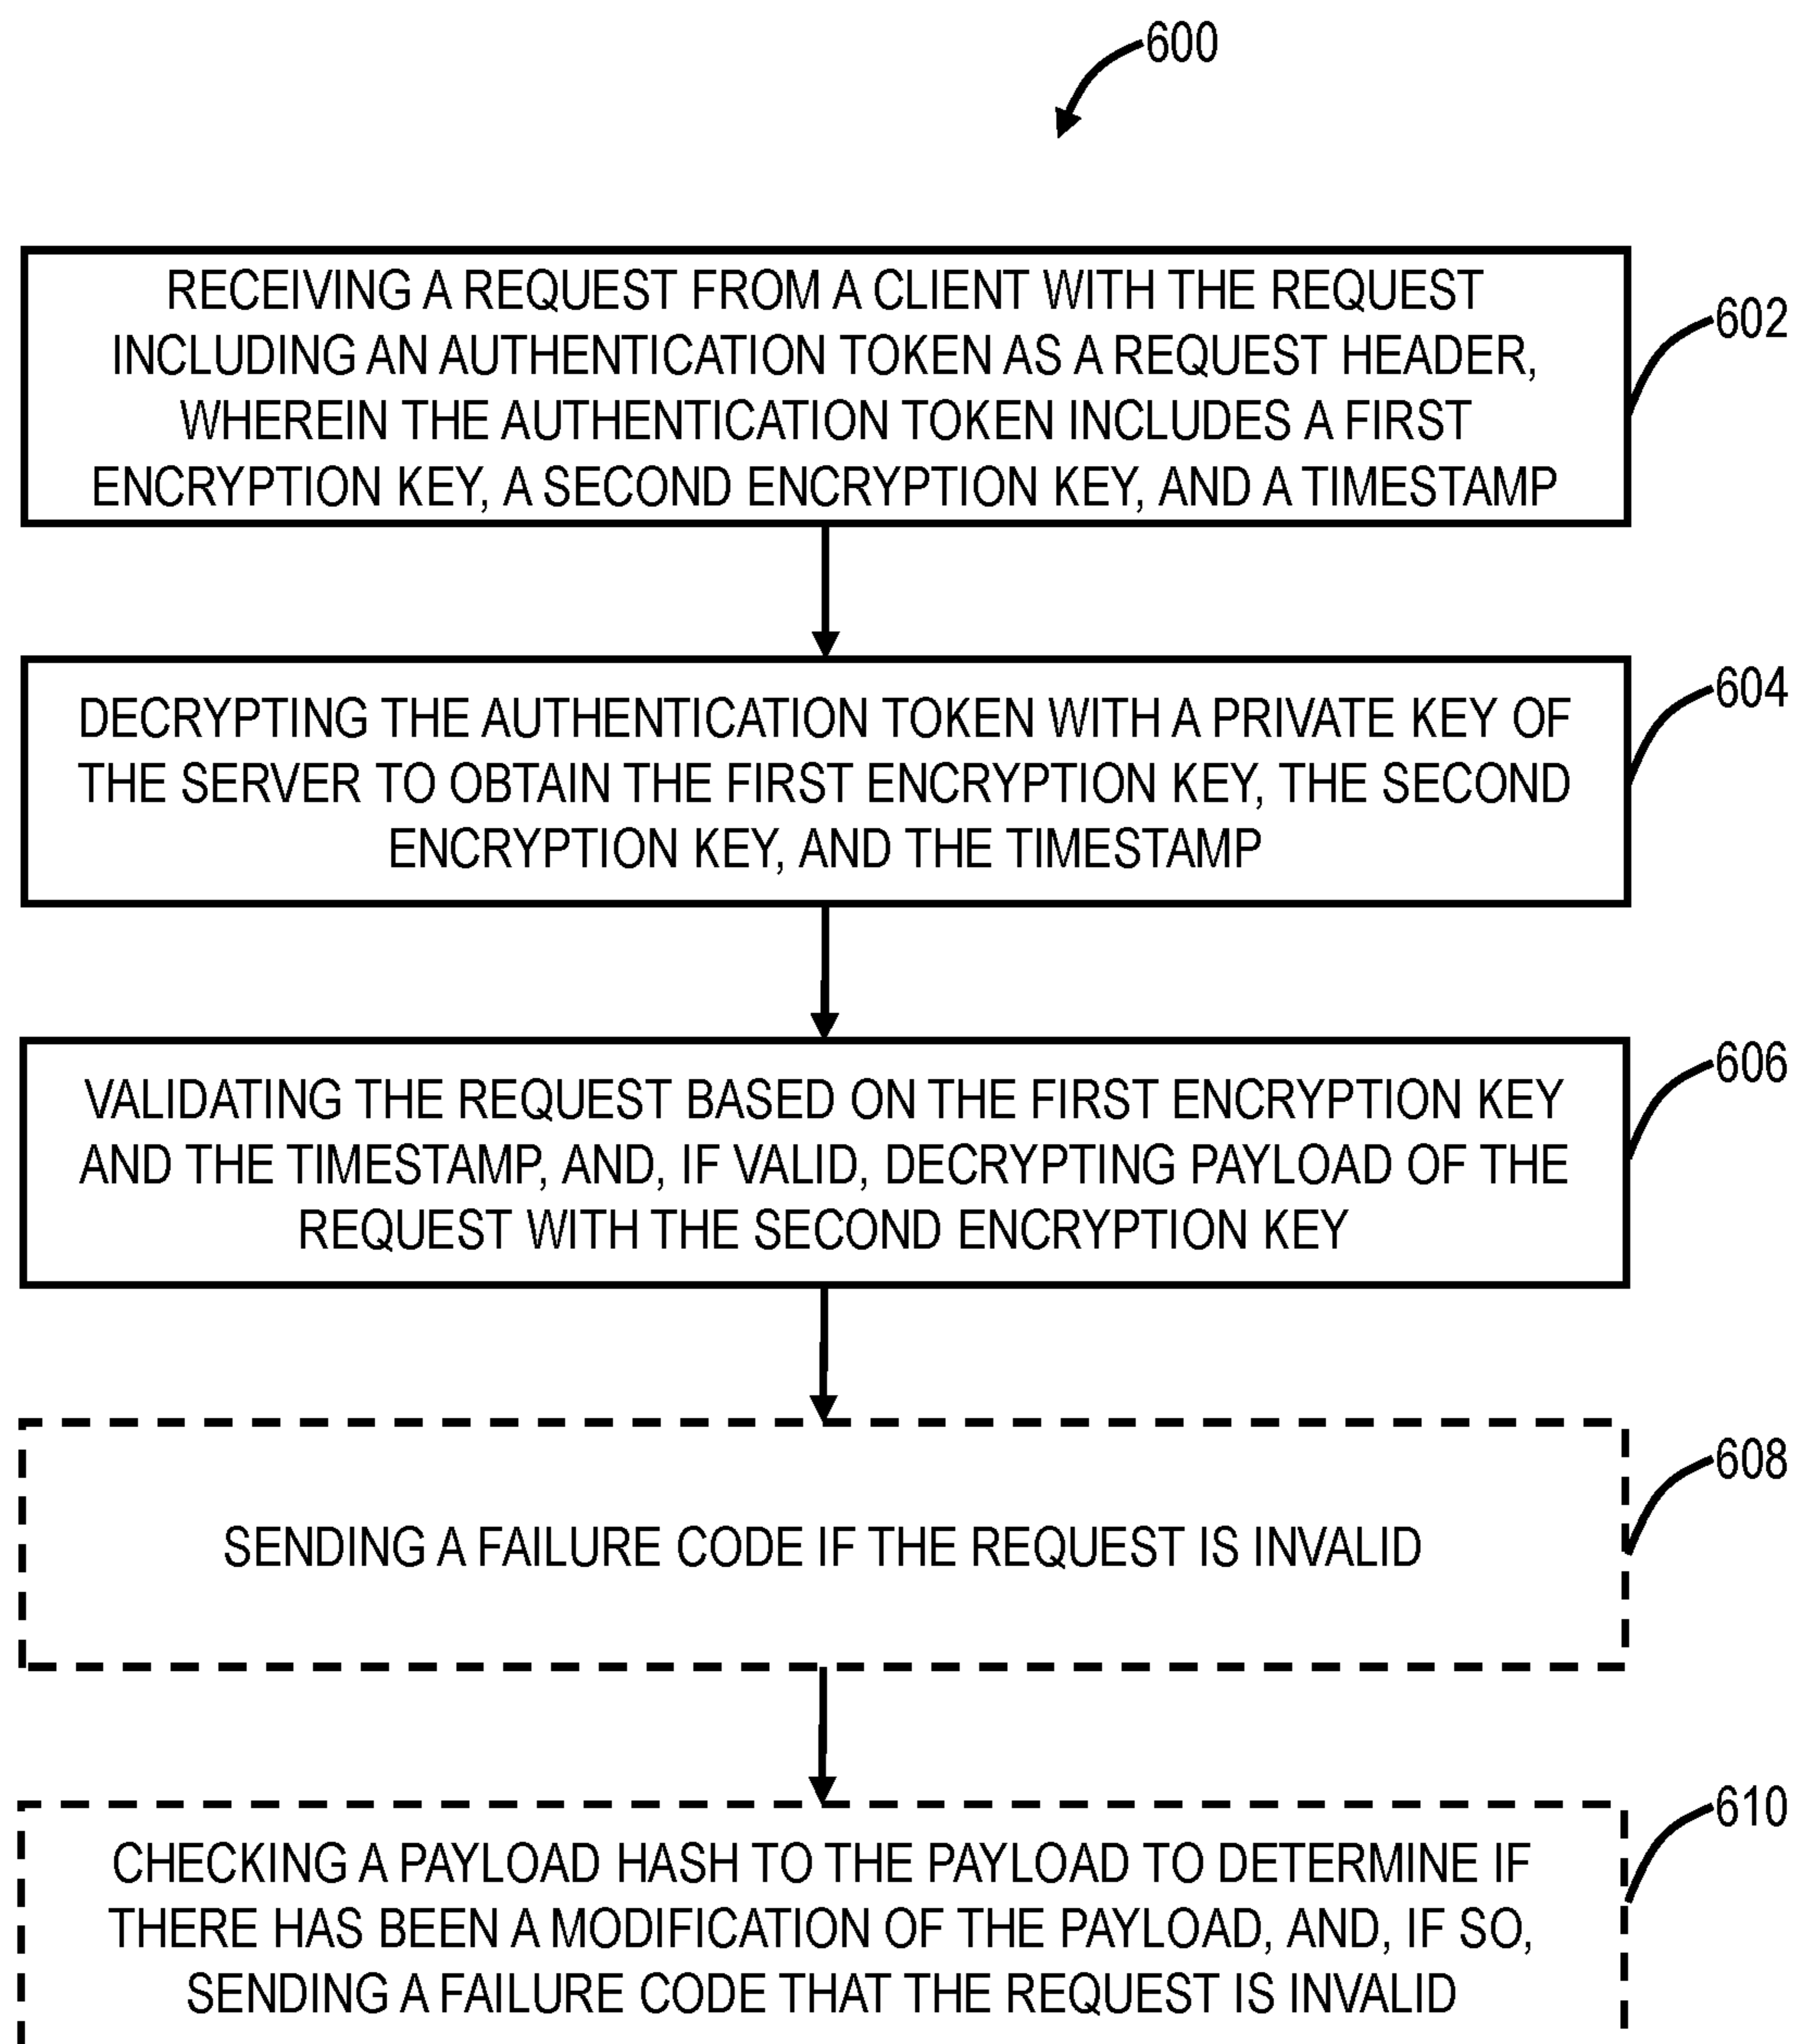 600
RECEIVING A REQUEST FROM A CLIENT WITH THE REQUEST
INCLUDING AN AUTHENTICATION TOKEN AS A REQUEST HEADER,
WHEREIN THE AUTHENTICATION TOKEN INCLUDES A FIRST
ENCRYPTION KEY, A SECOND ENCRYPTION KEY, AND A TIMESTAMP
602
DECRYPTING THE AUTHENTICATION TOKEN WITH A PRIVATE KEY OF
THE SERVER TO OBTAIN THE FIRST ENCRYPTION KEY, THE SECOND
ENCRYPTION KEY, AND THE TIMESTAMP
604
VALIDATING THE REQUEST BASED ON THE FIRST ENCRYPTION KEY
AND THE TIMESTAMP, AND, IF VALID, DECRYPTING PAYLOAD OF THE
REQUEST WITH THE SECOND ENCRYPTION KEY
606
SENDING A FAILURE CODE IF THE REQUEST IS INVALID
608
CHECKING A PAYLOAD HASH TO THE PAYLOAD TO DETERMINE IF
THERE HAS BEEN A MODIFICATION OF THE PAYLOAD, AND, IF SO,
SENDING A FAILURE CODE THAT THE REQUEST IS INVALID
610